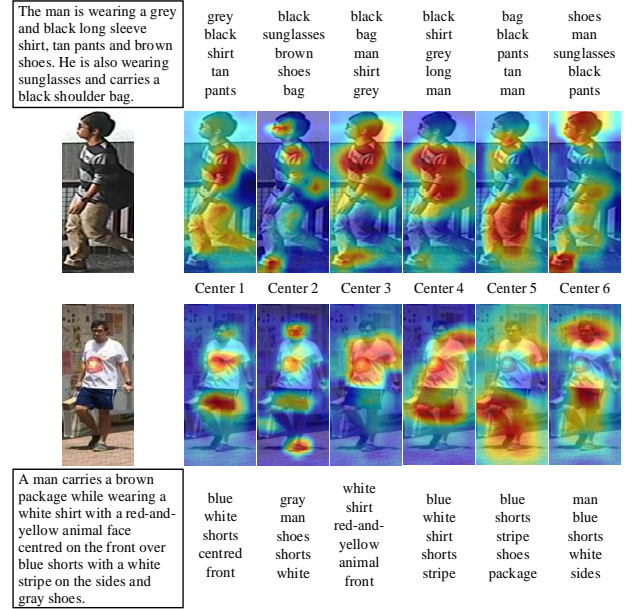 The man is wearing a grey
and black long sleeve
shirt, tan pants and brown
shoes. He is also wearing
sunglasses and carries a
black shoulder bag.
grey
black
shirt
tan
pants
black
sunglasses
brown
shoes
bag
black
bag
man
shirt
grey
black
shirt
grey
long
man
bag
black
pants
tan
man
shoes
man
sunglasses
black
pants
Center 1
Center 2
Center 3
Center 4
Center 5
Center 6
A man carries a brown
package while wearing a
white shirt with a red-and-
yellow animal face
centred on the front over
blue shorts with a white
stripe on the sides and
gray shoes.
blue
white
shorts
centred
front
gray
man
shoes
shorts
white
white
shirt
red-and-
yellow
animal
front
blue
white
shirt
shorts
stripe
blue
shorts
stripe
shoes
package
man
blue
shorts
white
sides